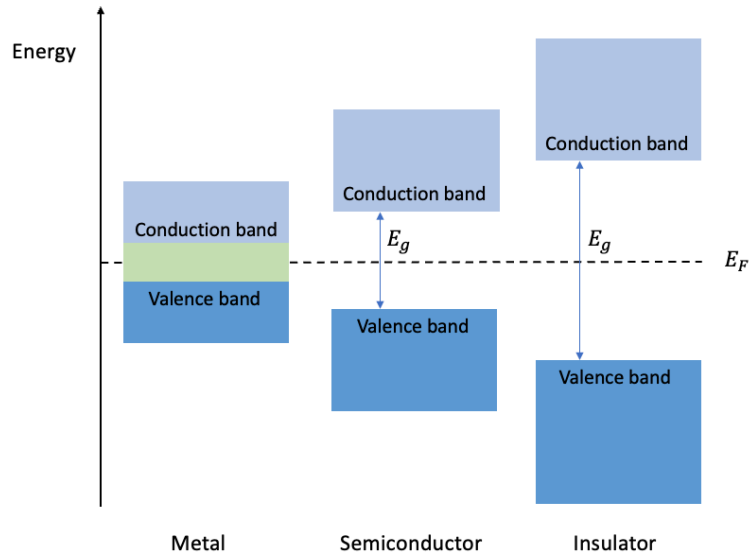 Energy
Conduction band
Valence band
Conduction band
E_g
Valence band
Conduction band
E_g
Valence band
E_F
Metal
Semiconductor
Insulator